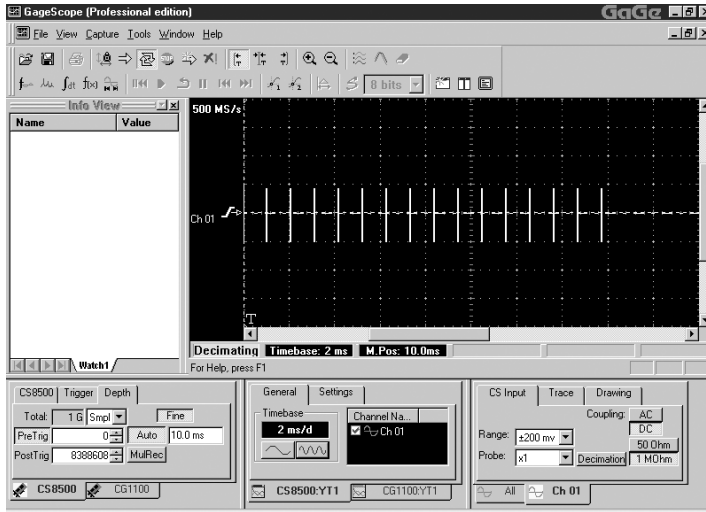 GageScope (Professional edition)
GaGe
File View Capture Tools Window Help
8 bits
Info View
Name Value
500 MS/s
Ch 01
T
Decimating Timebase: 2 ms M.Pos: 10.0ms
Watch1
For Help, press F1
CS8500 Trigger Depth
Total: 1 G Smpl Fine
PreTrig 0 Auto 10.0 ms
PostTrig 8388608 MulRec
CS8500 CG1100
General Settings
Timebase
2 ms/d
Channel Na...
Ch 01
CS8500:YT1 CG1100:YT1
CS Input Trace Drawing
Coupling: AC
DC
Range: ±200 mv
50 Ohm
Probe: x1 Decimation 1 MOhm
All Ch 01